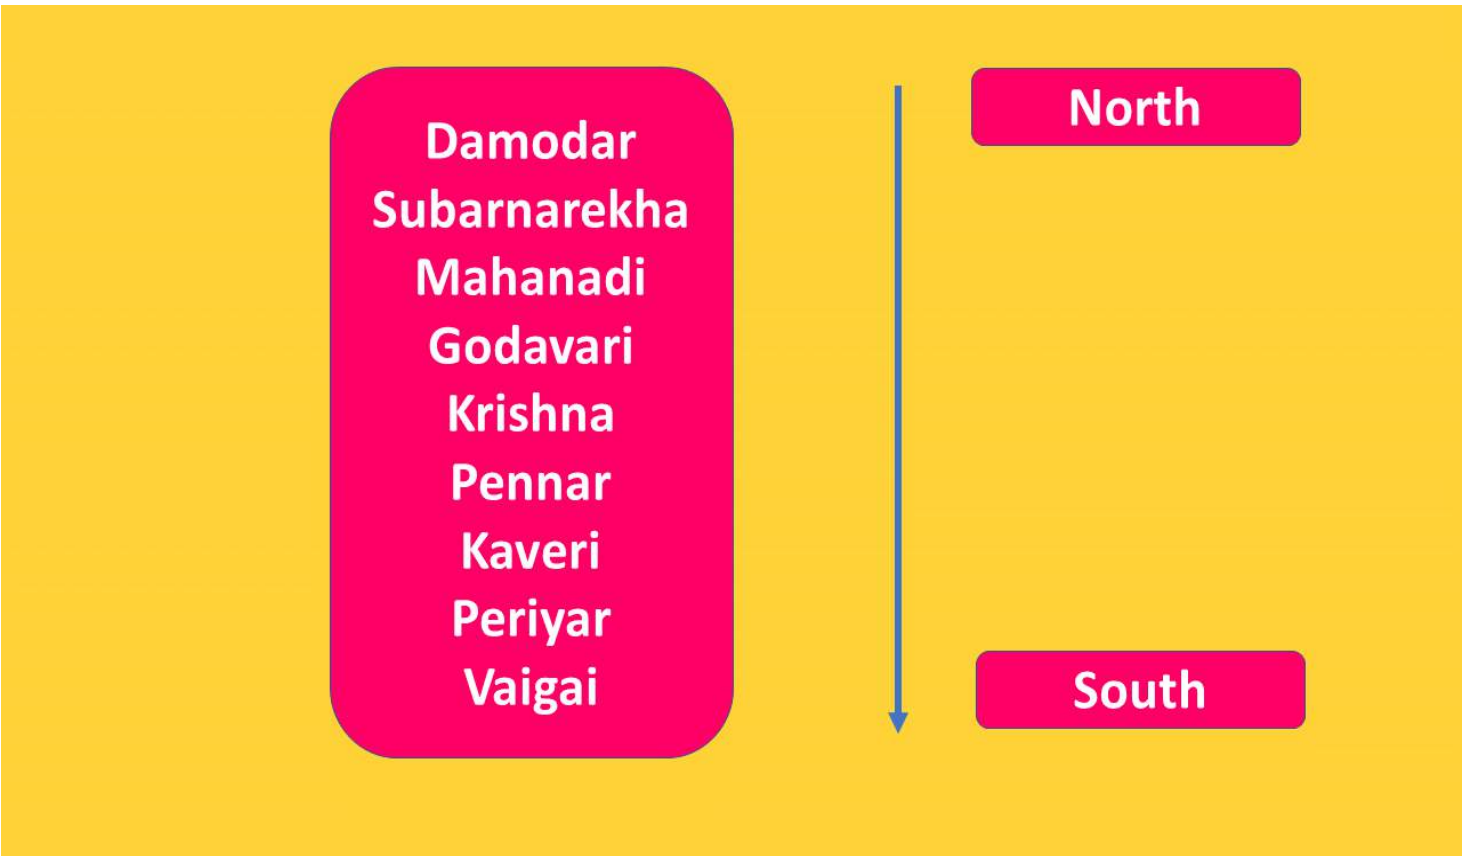 Damodar
Subarnarekha
Mahanadi
Godavari
Krishna
Pennar
Kaveri
Periyar
Vaigai
North
South